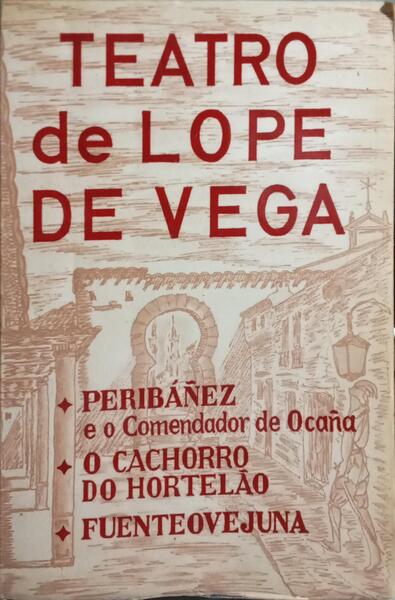 TEATRO
de LOPE
DE VEGA
PERIBÁÑEZ
e o Comendador de Ocaña
O CACHORRO
DO HORTELÃO
FUENTEOVEJUNA